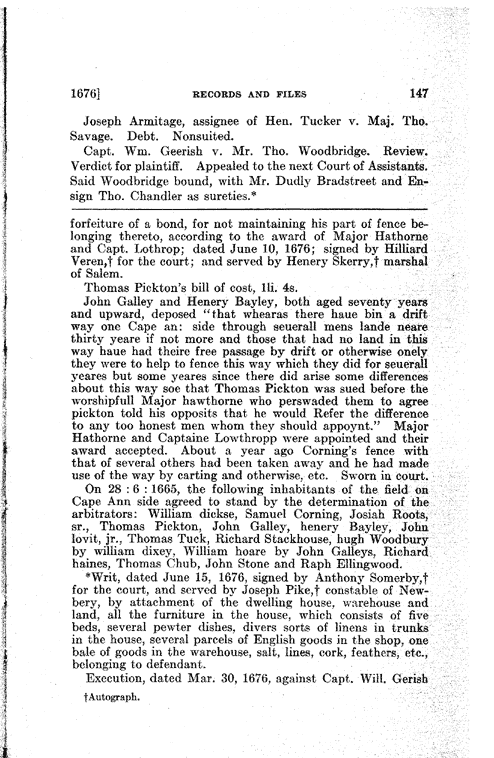 1676] RECORDS AND FILES 147
Joseph Armitage, assignee of Hen. Tucker v. Maj. Tho.
Savage. Debt. Nonsuited.
Capt. Wm. Geerish v. Mr. Tho. Woodbridge. Review.
Verdict for plaintiff. Appealed to the next Court of Assistants.
Said Woodbridge bound, with Mr. Dudly Bradstreet and En-
sign Tho. Chandler as sureties.*
forfeiture of a bond, for not maintaining his part of fence be-
longing thereto, according to the award of Major Hathorne
and Capt. Lothrop; dated June 10, 1676; signed by Hilliard
Veren,† for the court; and served by Henery Skerry,† marshal
of Salem.
Thomas Pickton's bill of cost, 1li. 4s.
John Galley and Henery Bayley, both aged seventy years
and upward, deposed "that whearas there haue bin a drift
way one Cape an: side through seuerall mens lande neare
thirty yeare if not more and those that had no land in this
way haue had theire free passage by drift or otherwise onely
they were to help to fence this way which they did for seuerall
yeares but some yeares since there did arise some differences
about this way soe that Thomas Pickton was sued before the
worshipfull Major hawthorne who perswaded them to agree
pickton told his opposits that he would Refer the difference
to any too honest men whom they should appoynt." Major
Hathorne and Captaine Lowthropp were appointed and their
award accepted. About a year ago Corning's fence with
that of several others had been taken away and he had made
use of the way by carting and otherwise, etc. Sworn in court.
On 28 : 6 : 1665, the following inhabitants of the field on
Cape Ann side agreed to stand by the determination of the
arbitrators: William dickse, Samuel Corning, Josiah Roots,
sr., Thomas Pickton, John Galley, henery Bayley, John
lovit, jr., Thomas Tuck, Richard Stackhouse, hugh Woodbury
by william dixey, William hoare by John Galleys, Richard
haines, Thomas Chub, John Stone and Raph Ellingwood.
*Writ, dated June 15, 1676, signed by Anthony Somerby,†
for the court, and served by Joseph Pike,† constable of New-
bery, by attachment of the dwelling house, warehouse and
land, all the furniture in the house, which consists of five
beds, several pewter dishes, divers sorts of linens in trunks
in the house, several parcels of English goods in the shop, one
bale of goods in the warehouse, salt, lines, cork, feathers, etc.,
belonging to defendant.
Execution, dated Mar. 30, 1676, against Capt. Will. Gerish
†Autograph.